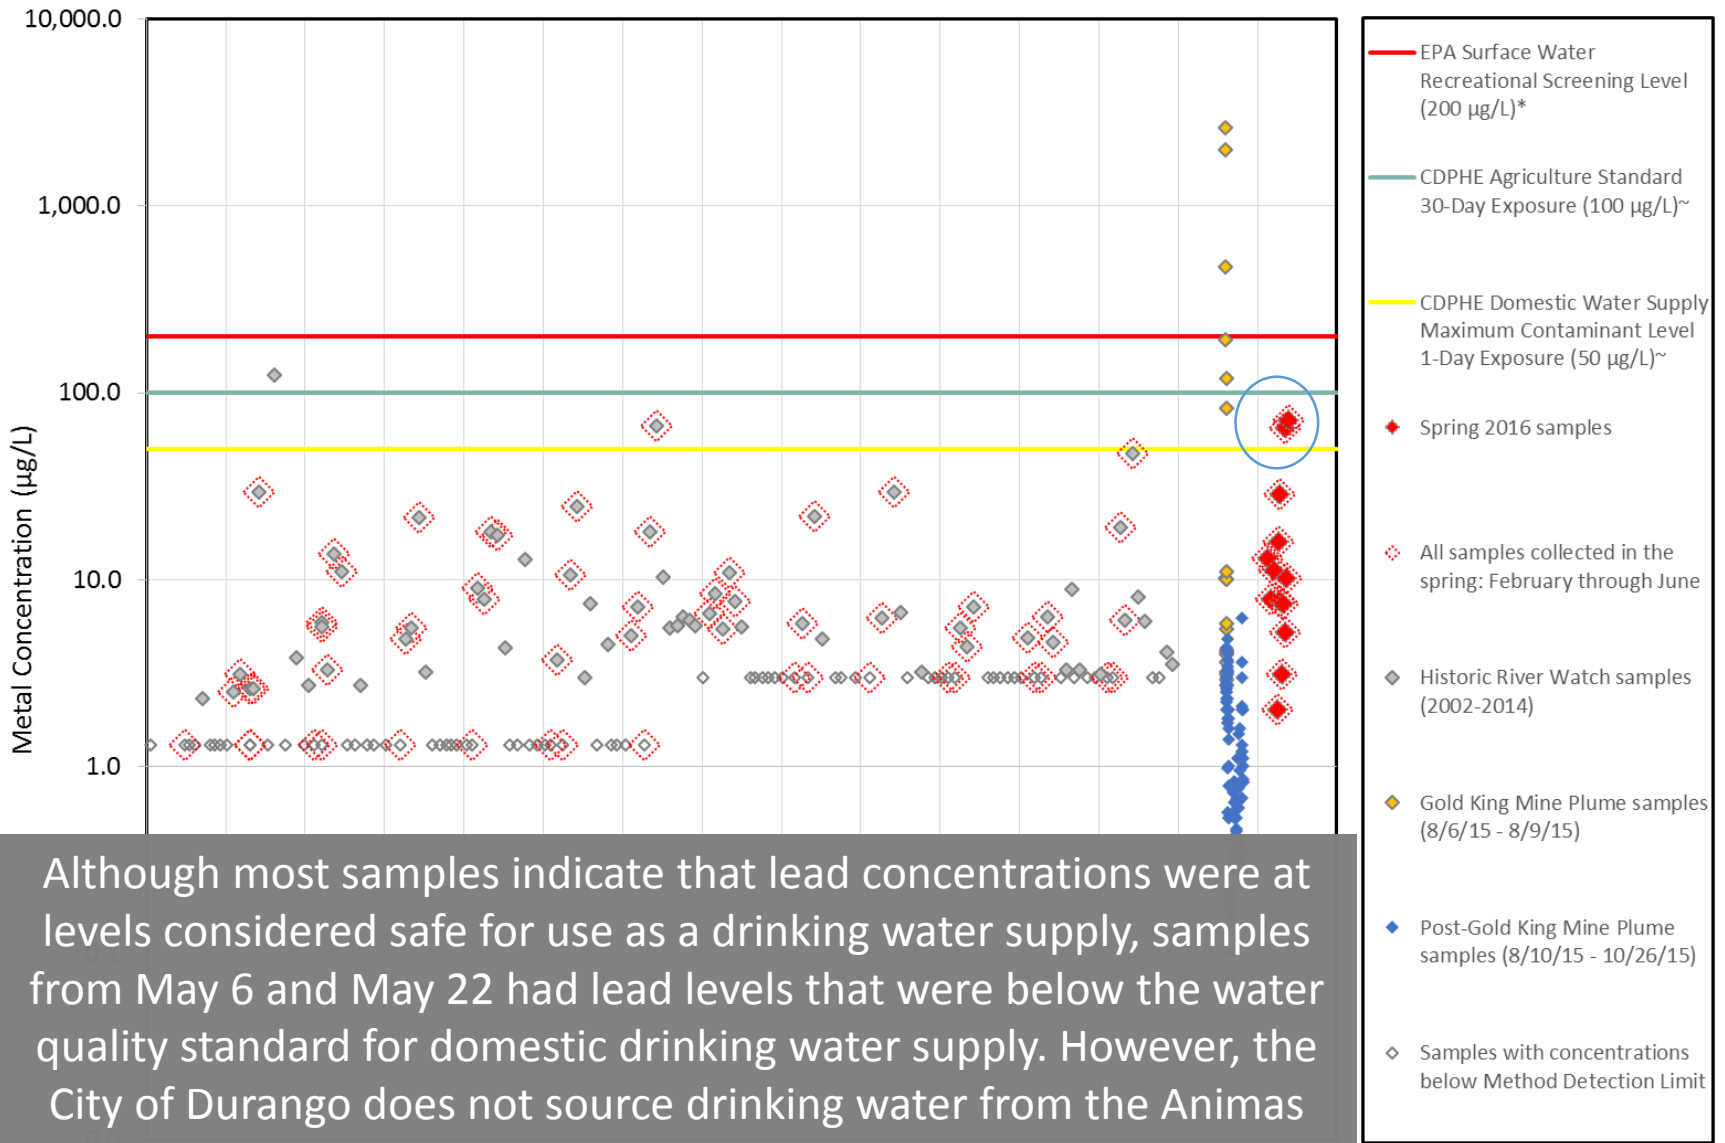 10,000.0
1,000.0
100.0
10.0
1.0
0.1
0.0
Metal Concentration (µg/L)
EPA Surface Water
Recreational Screening Level
(200 µg/L)*
CDPHE Agriculture Standard
30-Day Exposure (100 µg/L)~
CDPHE Domestic Water Supply
Maximum Contaminant Level
1-Day Exposure (50 µg/L)~
Spring 2016 samples
All samples collected in the
spring: February through June
Historic River Watch samples
(2002-2014)
Gold King Mine Plume samples
(8/6/15 - 8/9/15)
Post-Gold King Mine Plume
samples (8/10/15 - 10/26/15)
Samples with concentrations
below Method Detection Limit
Although most samples indicate that lead concentrations were at
levels considered safe for use as a drinking water supply, samples
from May 6 and May 22 had lead levels that were below the water
quality standard for domestic drinking water supply. However, the
City of Durango does not source drinking water from the Animas